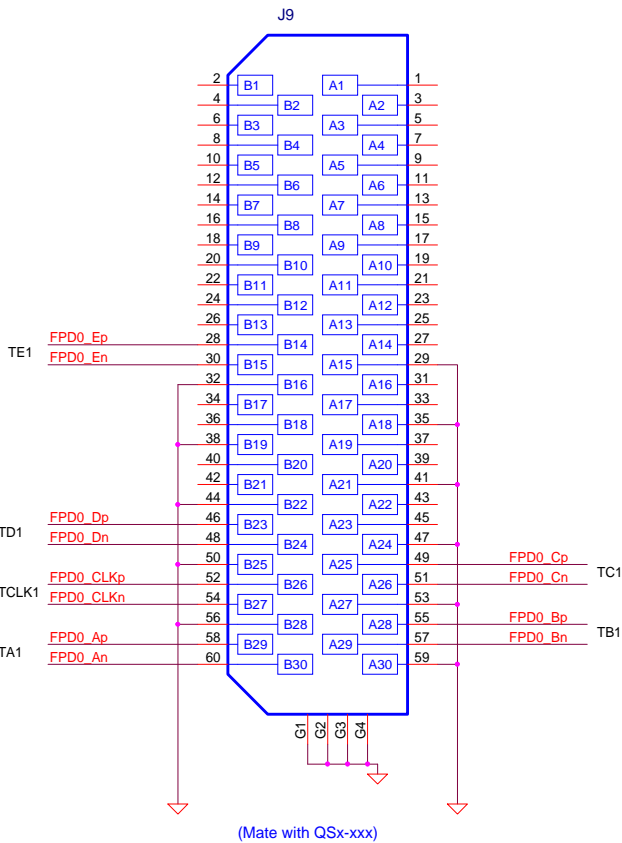 J9
2 B1 A1 1
4 B2 A2 3
6 B3 A3 5
8 B4 A4 7
10 B5 A5 9
12 B6 A6 11
14 B7 A7 13
16 B8 A8 15
18 B9 A9 17
20 B10 A10 19
22 B11 A11 21
24 B12 A12 23
26 B13 A13 25
TE1 FPD0_Ep 28 B14 A14 27
FPD0_En 30 B15 A15 29
32 B16 A16 31
34 B17 A17 33
36 B18 A18 35
38 B19 A19 37
40 B20 A20 39
42 B21 A21 41
44 B22 A22 43
TD1 FPD0_Dp 46 B23 A23 45
FPD0_Dn 48 B24 A24 47
50 B25 A25 49 FPD0_Cp TC1
TCLK1 FPD0_CLKp 52 B26 A26 51 FPD0_Cn
FPD0_CLKn 54 B27 A27 53
56 B28 A28 55 FPD0_Bp TB1
TA1 FPD0_Ap 58 B29 A29 57 FPD0_Bn
FPD0_An 60 B30 A30 59
G1 G2 G3 G4
(Mate with QSx-xxx)